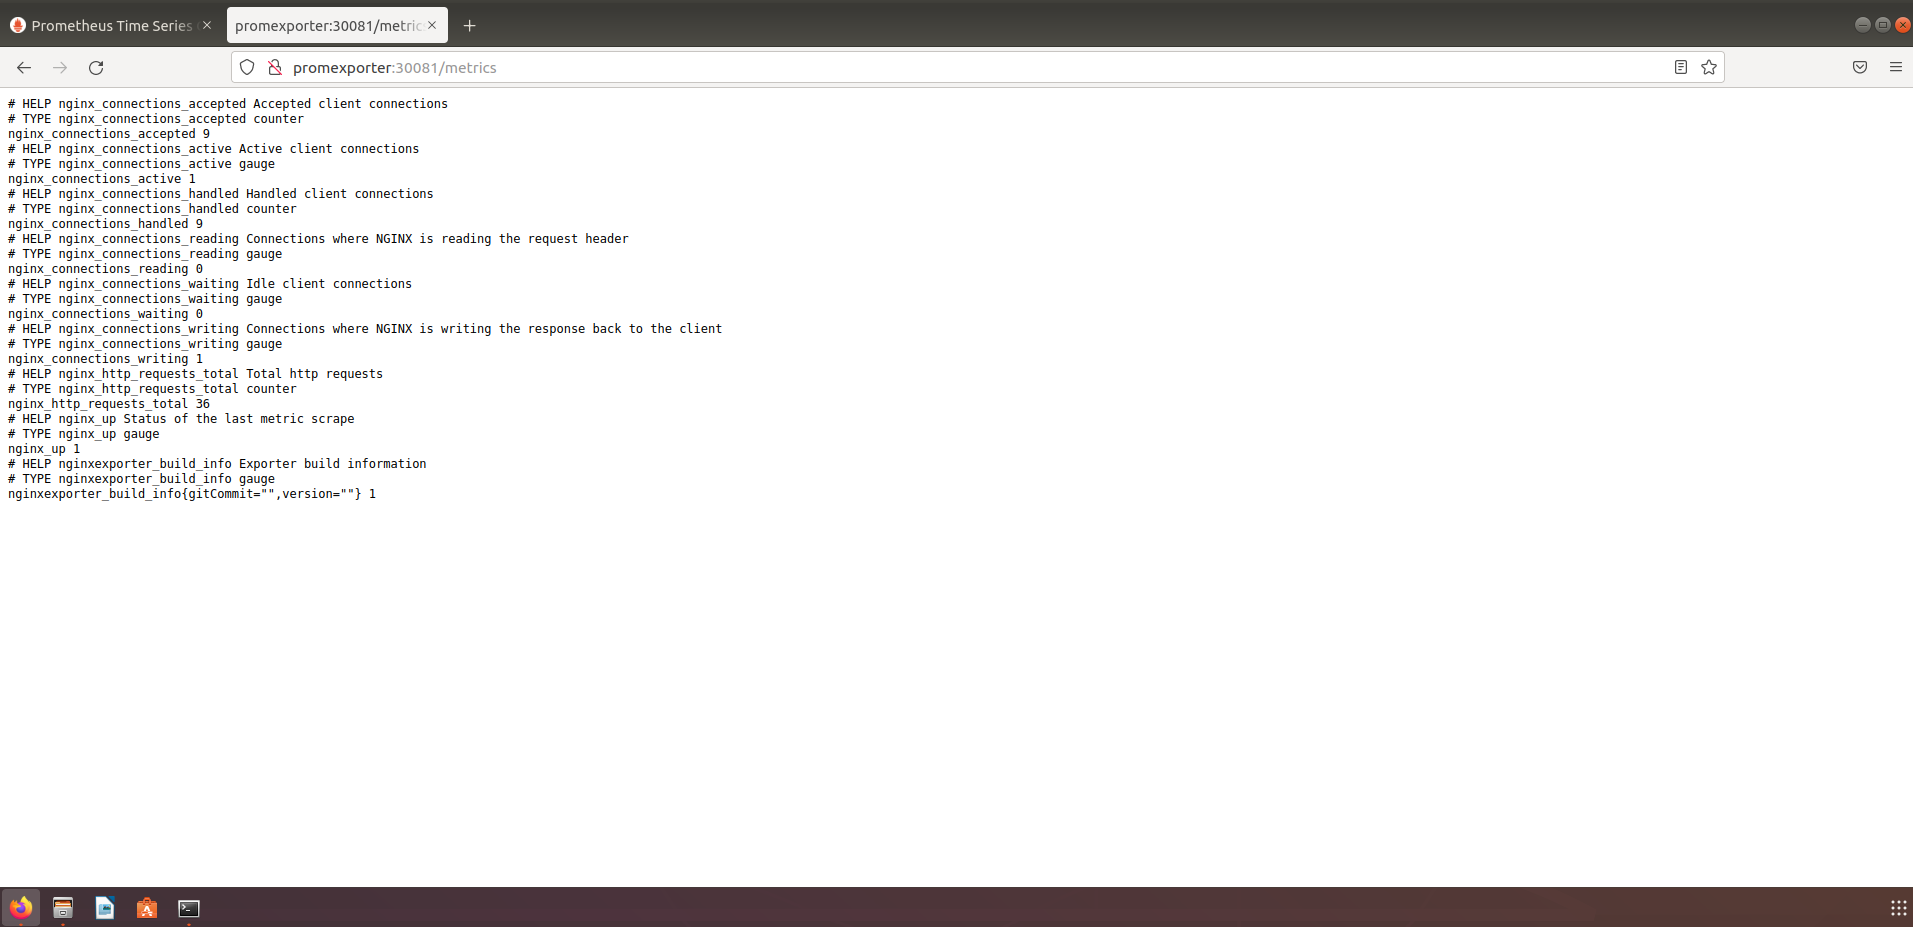 Prometheus Time Series
promexporter:30081/metric
promexporter:30081/metrics
# HELP nginx_connections_accepted Accepted client connections
# TYPE nginx_connections_accepted counter
nginx_connections_accepted 9
# HELP nginx_connections_active Active client connections
# TYPE nginx_connections_active gauge
nginx_connections_active 1
# HELP nginx_connections_handled Handled client connections
# TYPE nginx_connections_handled counter
nginx_connections_handled 9
# HELP nginx_connections_reading Connections where NGINX is reading the request header
# TYPE nginx_connections_reading gauge
nginx_connections_reading 0
# HELP nginx_connections_waiting Idle client connections
# TYPE nginx_connections_waiting gauge
nginx_connections_waiting 0
# HELP nginx_connections_writing Connections where NGINX is writing the response back to the client
# TYPE nginx_connections_writing gauge
nginx_connections_writing 1
# HELP nginx_http_requests_total Total http requests
# TYPE nginx_http_requests_total counter
nginx_http_requests_total 36
# HELP nginx_up Status of the last metric scrape
# TYPE nginx_up gauge
nginx_up 1
# HELP nginxexporter_build_info Exporter build information
# TYPE nginxexporter_build_info gauge
nginxexporter_build_info{gitCommit="",version=""} 1